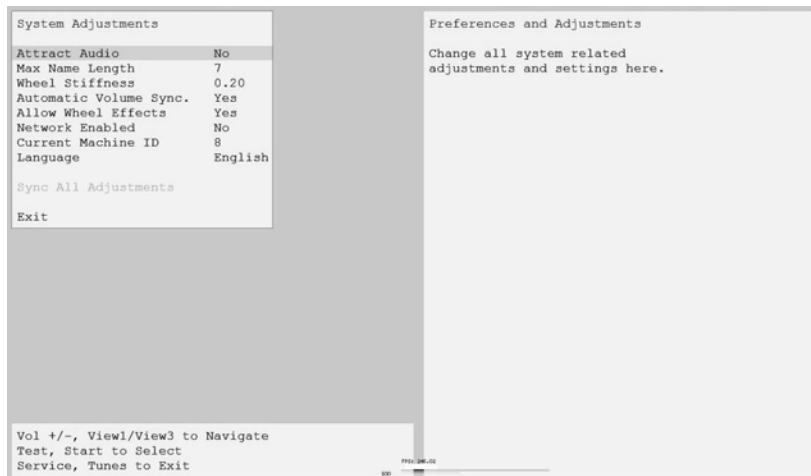 System Adjustments
Attract Audio No
Max Name Length 7
Wheel Stiffness 0.20
Automatic Volume Sync. Yes
Allow Wheel Effects Yes
Network Enabled No
Current Machine ID 8
Language English
Sync All Adjustments
Exit
Preferences and Adjustments
Change all system related
adjustments and settings here.
Vol +/-, View1/View3 to Navigate
Test, Start to Select
Service, Tunes to Exit